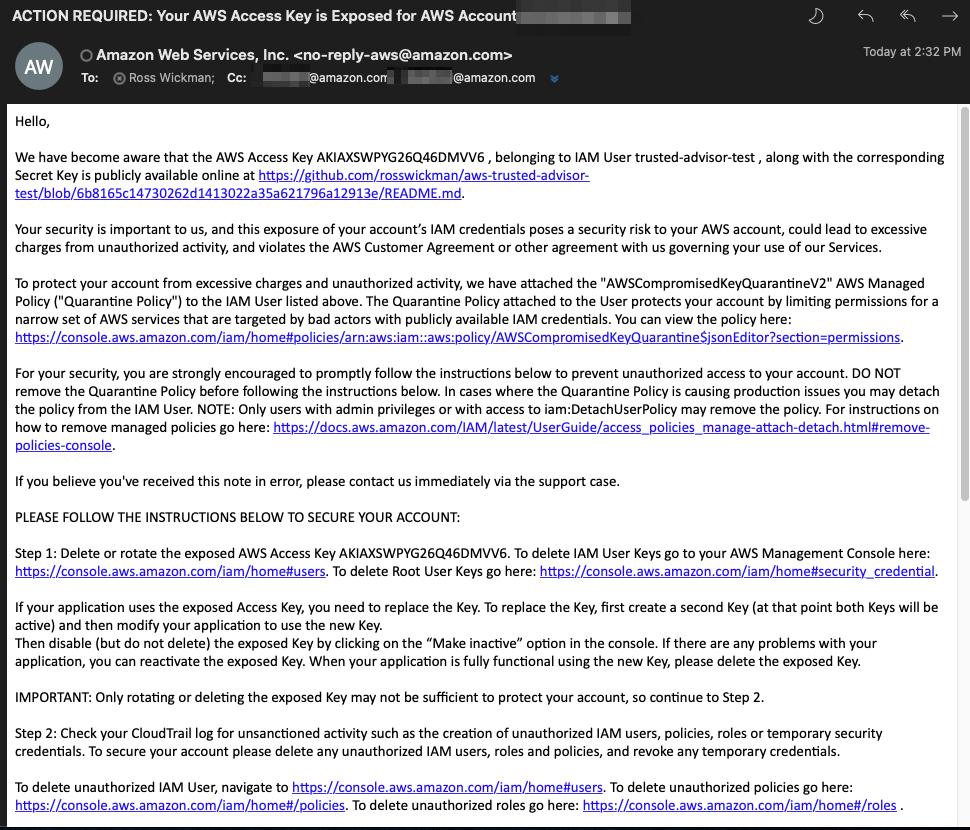 ACTION REQUIRED: Your AWS Access Key is Exposed for AWS Account
AW
Amazon Web Services, Inc. <no-reply-aws@amazon.com>
Today at 2:32 PM
To: Ross Wickman; Cc: @amazon.com @amazon.com
Hello,
We have become aware that the AWS Access Key AKIAXSWPYG26Q46DMVV6 , belonging to IAM User trusted-advisor-test , along with the corresponding
Secret Key is publicly available online at https://github.com/rosswickman/aws-trusted-advisor-
test/blob/6b8165c14730262d1413022a35a621796a12913e/README.md.
Your security is important to us, and this exposure of your account’s IAM credentials poses a security risk to your AWS account, could lead to excessive
charges from unauthorized activity, and violates the AWS Customer Agreement or other agreement with us governing your use of our Services.
To protect your account from excessive charges and unauthorized activity, we have attached the "AWSCompromisedKeyQuarantineV2" AWS Managed
Policy ("Quarantine Policy") to the IAM User listed above. The Quarantine Policy attached to the User protects your account by limiting permissions for a
narrow set of AWS services that are targeted by bad actors with publicly available IAM credentials. You can view the policy here:
https://console.aws.amazon.com/iam/home#policies/arn:aws:iam::aws:policy/AWSCompromisedKeyQuarantine$jsonEditor?section=permissions.
For your security, you are strongly encouraged to promptly follow the instructions below to prevent unauthorized access to your account. DO NOT
remove the Quarantine Policy before following the instructions below. In cases where the Quarantine Policy is causing production issues you may detach
the policy from the IAM User. NOTE: Only users with admin privileges or with access to iam:DetachUserPolicy may remove the policy. For instructions on
how to remove managed policies go here: https://docs.aws.amazon.com/IAM/latest/UserGuide/access_policies_manage-attach-detach.html#remove-
policies-console.
If you believe you've received this note in error, please contact us immediately via the support case.
PLEASE FOLLOW THE INSTRUCTIONS BELOW TO SECURE YOUR ACCOUNT:
Step 1: Delete or rotate the exposed AWS Access Key AKIAXSWPYG26Q46DMVV6. To delete IAM User Keys go to your AWS Management Console here:
https://console.aws.amazon.com/iam/home#users. To delete Root User Keys go here: https://console.aws.amazon.com/iam/home#security_credential.
If your application uses the exposed Access Key, you need to replace the Key. To replace the Key, first create a second Key (at that point both Keys will be
active) and then modify your application to use the new Key.
Then disable (but do not delete) the exposed Key by clicking on the “Make inactive” option in the console. If there are any problems with your
application, you can reactivate the exposed Key. When your application is fully functional using the new Key, please delete the exposed Key.
IMPORTANT: Only rotating or deleting the exposed Key may not be sufficient to protect your account, so continue to Step 2.
Step 2: Check your CloudTrail log for unsanctioned activity such as the creation of unauthorized IAM users, policies, roles or temporary security
credentials. To secure your account please delete any unauthorized IAM users, roles and policies, and revoke any temporary credentials.
To delete unauthorized IAM User, navigate to https://console.aws.amazon.com/iam/home#users. To delete unauthorized policies go here:
https://console.aws.amazon.com/iam/home#/policies. To delete unauthorized roles go here: https://console.aws.amazon.com/iam/home#/roles .